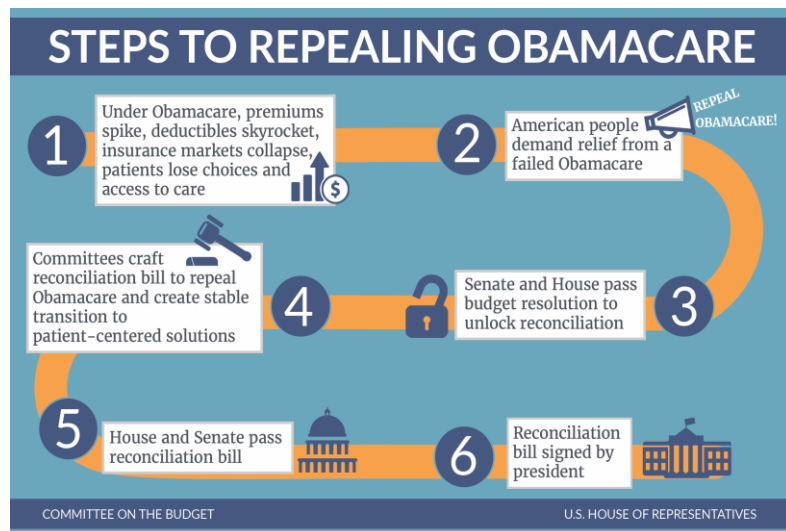 STEPS TO REPEALING OBAMACARE
1
Under Obamacare, premiums
spike, deductibles skyrocket,
insurance markets collapse,
patients lose choices and
access to care
$
2
American people
demand relief from a
failed Obamacare
REPEAL
OBAMACARE!
3
Senate and House pass
budget resolution to
unlock reconciliation
4
Committees craft
reconciliation bill to repeal
Obamacare and create stable
transition to
patient-centered solutions
5
House and Senate pass
reconciliation bill
6
Reconciliation
bill signed by
president
COMMITTEE ON THE BUDGET
U.S. HOUSE OF REPRESENTATIVES